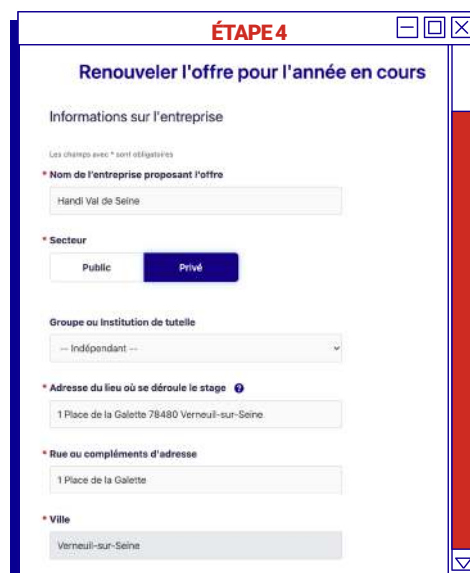 ÉTAPE 4
Renouveler l'offre pour l'année en cours
Informations sur l'entreprise
Les champs avec * sont obligatoires
* Nom de l'entreprise proposant l'offre
Handi Val de Seine
* Secteur
Public Privé
Groupe ou Institution de tutelle
-- Indépendant --
* Adresse du lieu où se déroule le stage ?
1 Place de la Galette 78480 Verneuil-sur-Seine
* Rue ou compléments d'adresse
1 Place de la Galette
* Ville
Verneuil-sur-Seine